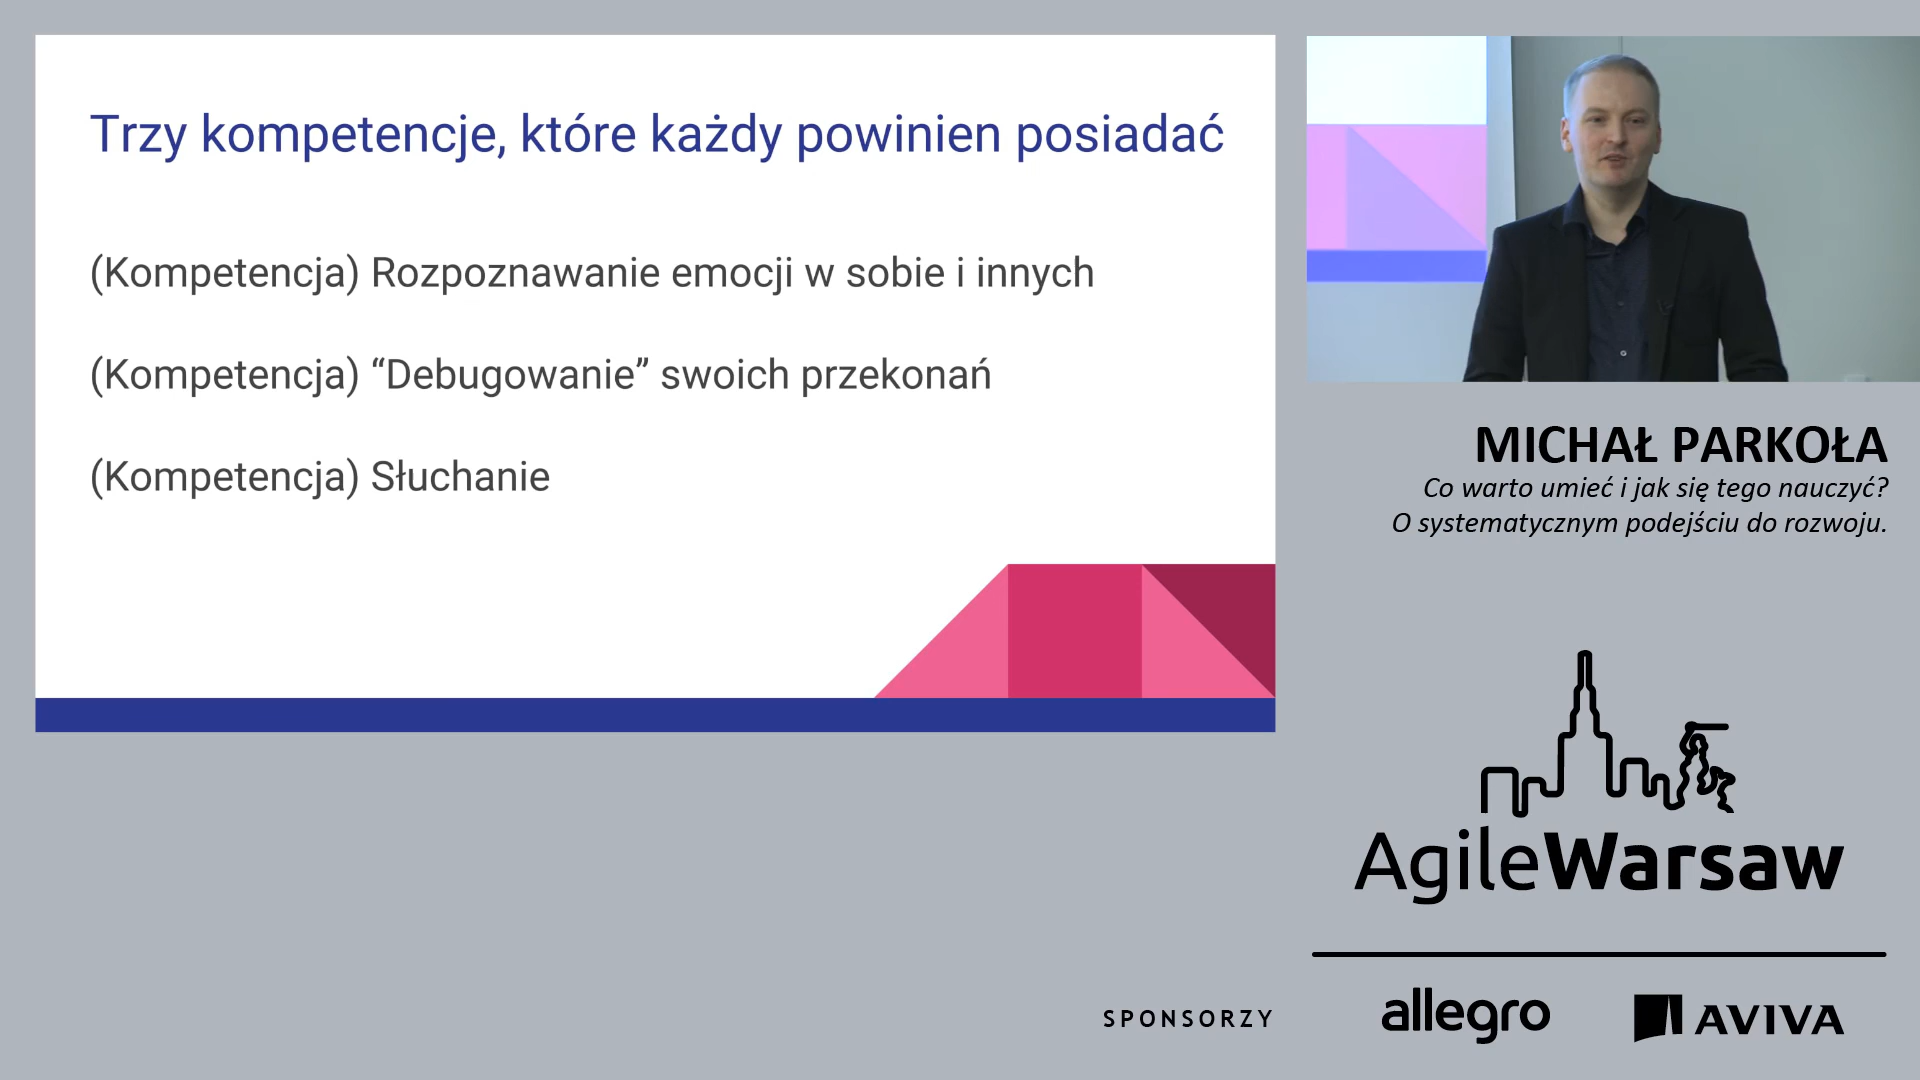 Trzy kompetencje, które każdy powinien posiadać
(Kompetencja) Rozpoznawanie emocji w sobie i innych
(Kompetencja) “Debugowanie” swoich przekonań
(Kompetencja) Słuchanie
MICHAŁ PARKOŁA
Co warto umieć i jak się tego nauczyć?
O systematycznym podejściu do rozwoju.
AgileWarsaw
SPONSORZY
allegro
AVIVA